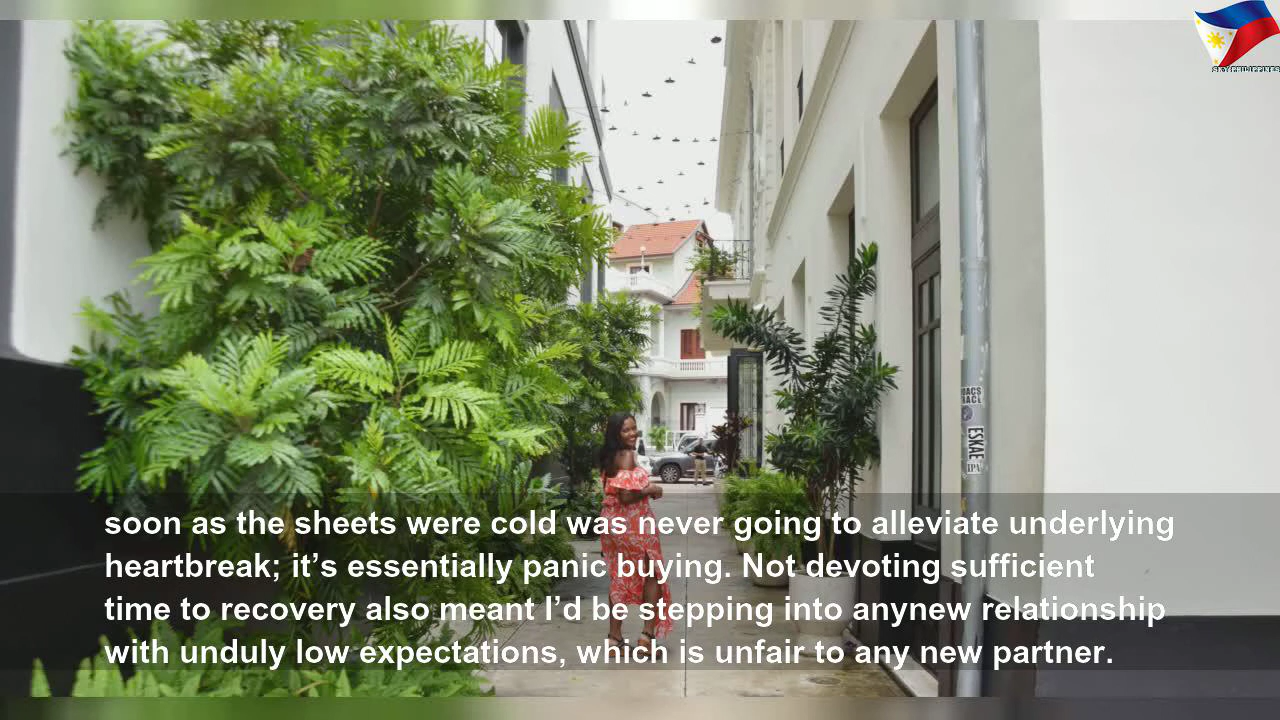 SKYPHILIPPINES
ESKAE
IPA
soon as the sheets were cold was never going to alleviate underlying
heartbreak; it’s essentially panic buying. Not devoting sufficient
time to recovery also meant I’d be stepping into anynew relationship
with unduly low expectations, which is unfair to any new partner.